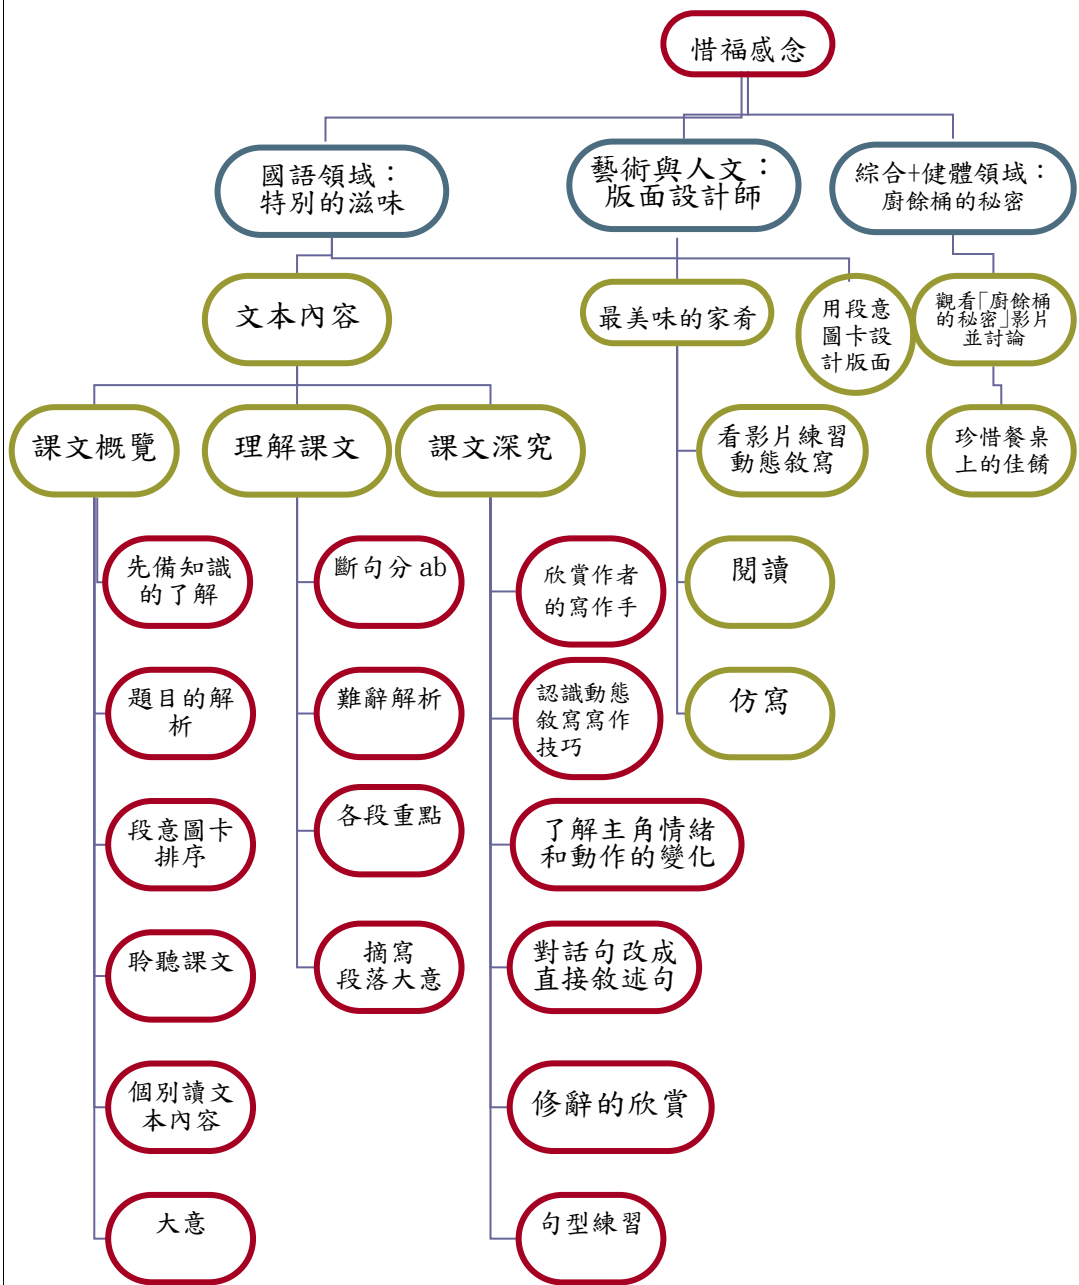 惜福感念
國語領域：
特別的滋味
藝術與人文：
版面設計師
綜合+健體領域：
廚餘桶的秘密
文本內容
最美味的家肴
用段意
圖卡設
計版面
觀看「廚餘桶
的秘密」影片
並討論
課文概覽
理解課文
課文深究
看影片練習
動態敘寫
珍惜餐桌
上的佳餚
先備知識
的了解
斷句分 ab
欣賞作者
的寫作手
閱讀
題目的解
析
難辭解析
認識動態
敘寫寫作
技巧
仿寫
段意圖卡
排序
各段重點
了解主角情緒
和動作的變化
聆聽課文
摘寫
段落大意
對話句改成
直接敘述句
個別讀文
本內容
修辭的欣賞
大意
句型練習